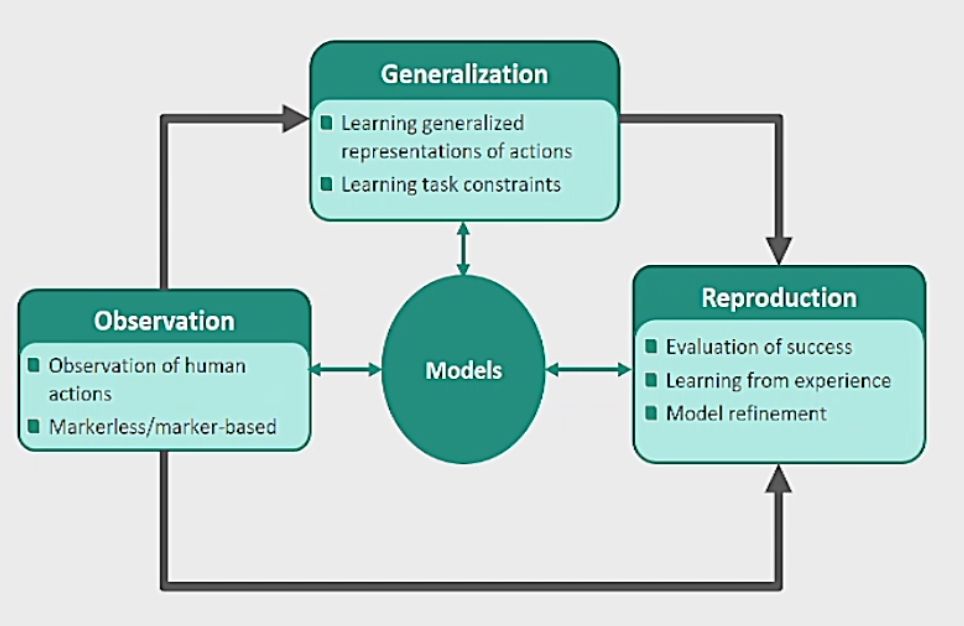 Generalization
Learning generalized
representations of actions
Learning task constraints
Observation
Observation of human
actions
Markerless/marker-based
Models
Reproduction
Evaluation of success
Learning from experience
Model refinement